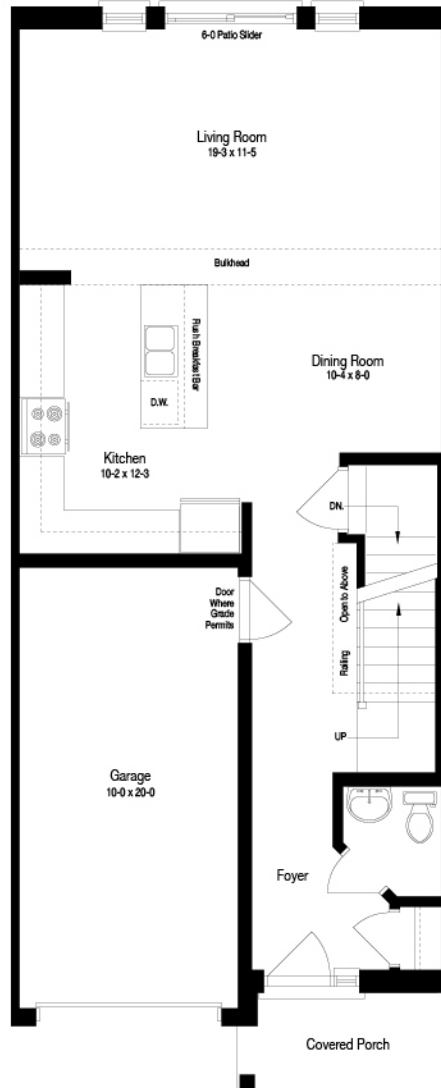 6-0 Patio Slider
Living Room
19-3 x 11-5
Bulkhead
Flush Breakfast Bar
Dining Room
10-4 x 8-0
D.W.
Kitchen
10-2 x 12-3
DN.
Open to Above
Railing
Door
Where
Grade
Permits
UP
Garage
10-0 x 20-0
Foyer
Covered Porch